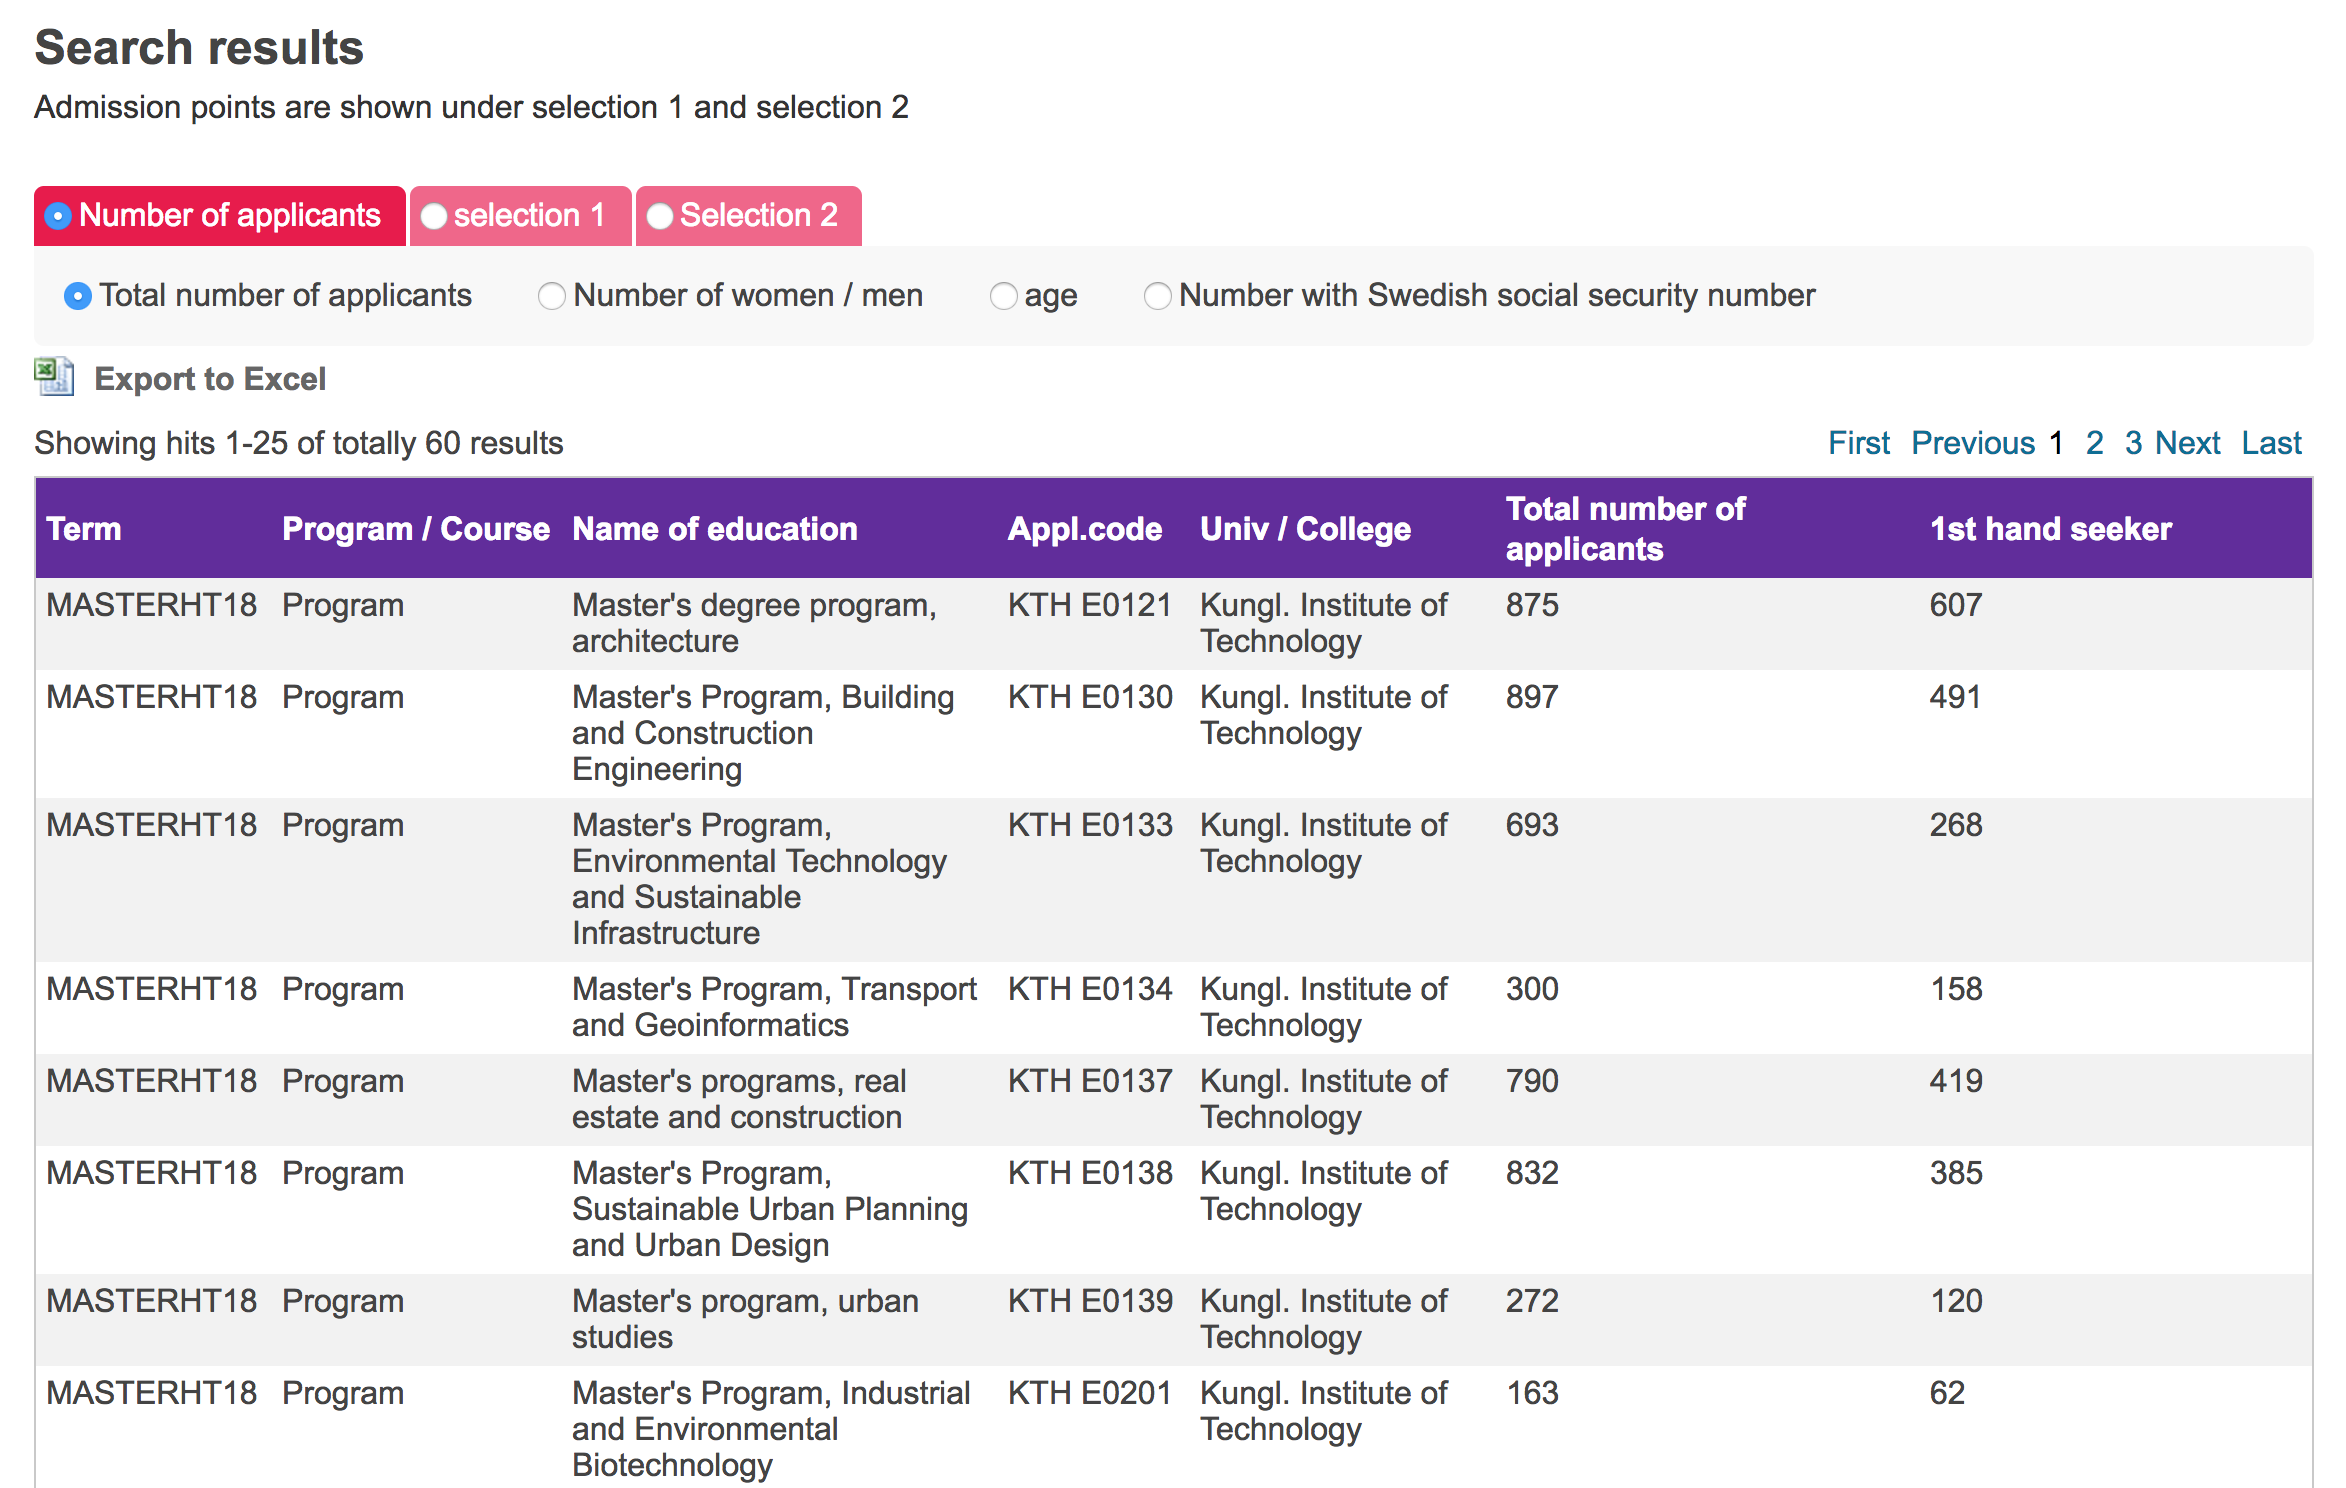 Search results
Admission points are shown under selection 1 and selection 2
Number of applicants selection 1 Selection 2
Total number of applicants Number of women / men age Number with Swedish social security number
Export to Excel
Showing hits 1-25 of totally 60 results First Previous 1 2 3 Next Last
Term Program / Course Name of education Appl.code Univ / College Total number of applicants 1st hand seeker
MASTERHT18 Program Master's degree program, KTH E0121 Kungl. Institute of 875 607
architecture Technology
MASTERHT18 Program Master's Program, Building KTH E0130 Kungl. Institute of 897 491
and Construction Technology
Engineering
MASTERHT18 Program Master's Program, KTH E0133 Kungl. Institute of 693 268
Environmental Technology Technology
and Sustainable
Infrastructure
MASTERHT18 Program Master's Program, Transport KTH E0134 Kungl. Institute of 300 158
and Geoinformatics Technology
MASTERHT18 Program Master's programs, real KTH E0137 Kungl. Institute of 790 419
estate and construction Technology
MASTERHT18 Program Master's Program, KTH E0138 Kungl. Institute of 832 385
Sustainable Urban Planning Technology
and Urban Design
MASTERHT18 Program Master's program, urban KTH E0139 Kungl. Institute of 272 120
studies Technology
MASTERHT18 Program Master's Program, Industrial KTH E0201 Kungl. Institute of 163 62
and Environmental Technology
Biotechnology